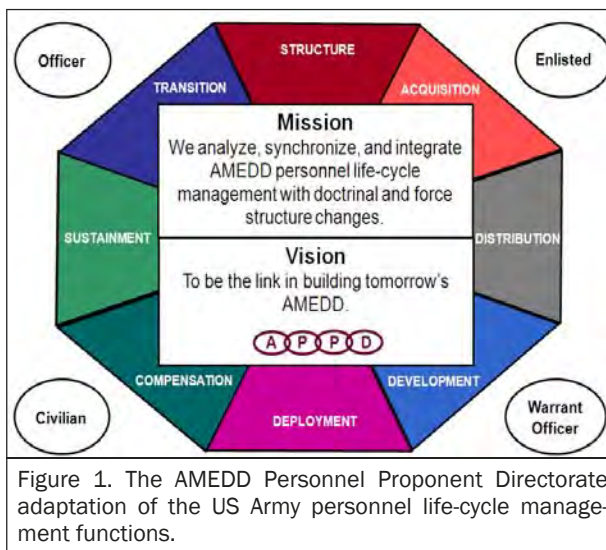 Officer
STRUCTURE
Enlisted
TRANSITION
ACQUISITION
Mission
We analyze, synchronize, and integrate
AMEDD personnel life-cycle
management with doctrinal and force
structure changes.
SUSTAINMENT
DISTRIBUTION
Vision
To be the link in building tomorrow's
AMEDD.
A P P D
COMPENSATION
DEVELOPMENT
DEPLOYMENT
Civilian
Warrant
Officer
Figure 1. The AMEDD Personnel Proponent Directorate
adaptation of the US Army personnel life-cycle manage-
ment functions.